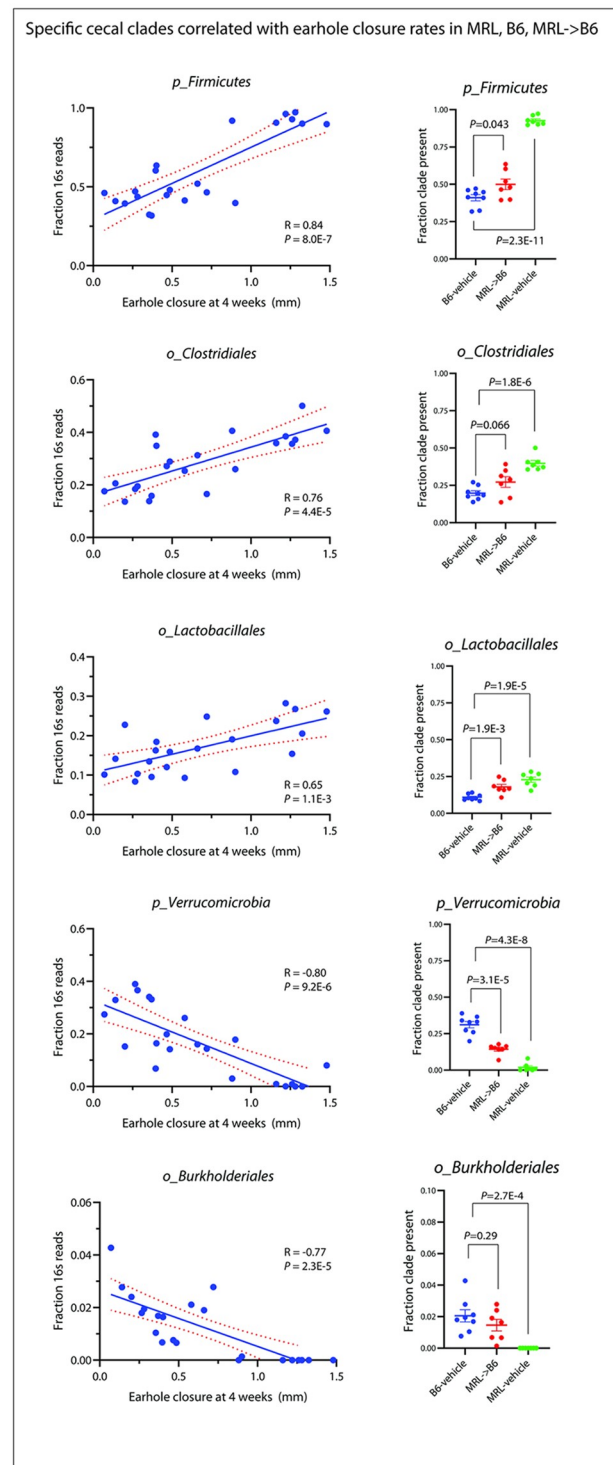 Specific cecal clades correlated with earhole closure rates in MRL, B6, MRL->B6
p_Firmicutes
Fraction 16s reads
1.0
0.5
0.0
0.0
0.5
1.0
1.5
R = 0.84
P = 8.0E-7
Earhole closure at 4 weeks (mm)
p_Firmicutes
Fraction clade present
1.00
0.75
0.50
0.25
0.00
P=0.043
P=2.3E-11
B6-vehicle
MRL->B6
MRL-vehicle
o_Clostridiales
Fraction 16s reads
0.6
0.4
0.2
0.0
0.0
0.5
1.0
1.5
R = 0.76
P = 4.4E-5
Earhole closure at 4 weeks (mm)
o_Clostridiales
Fraction clade present
1.00
0.75
0.50
0.25
0.00
P=1.8E-6
P=0.066
B6-vehicle
MRL->B6
MRL-vehicle
o_Lactobacillales
Fraction 16s reads
0.4
0.3
0.2
0.1
0.0
0.0
0.5
1.0
1.5
R = 0.65
P = 1.1E-3
Earhole closure at 4 weeks (mm)
o_Lactobacillales
Fraction clade present
1.00
0.75
0.50
0.25
0.00
P=1.9E-5
P=1.9E-3
B6-vehicle
MRL->B6
MRL-vehicle
p_Verrucomicrobia
Fraction 16s reads
0.6
0.4
0.2
0.0
0.0
0.5
1.0
1.5
R = -0.80
P = 9.2E-6
Earhole closure at 4 weeks (mm)
p_Verrucomicrobia
Fraction clade present
1.00
0.75
0.50
0.25
0.00
P=4.3E-8
P=3.1E-5
B6-vehicle
MRL->B6
MRL-vehicle
o_Burkholderiales
Fraction 16s reads
0.06
0.04
0.02
0.00
0.0
0.5
1.0
1.5
R = -0.77
P = 2.3E-5
Earhole closure at 4 weeks (mm)
o_Burkholderiales
Fraction clade present
0.10
0.08
0.06
0.04
0.02
0.00
P=2.7E-4
P=0.29
B6-vehicle
MRL->B6
MRL-vehicle